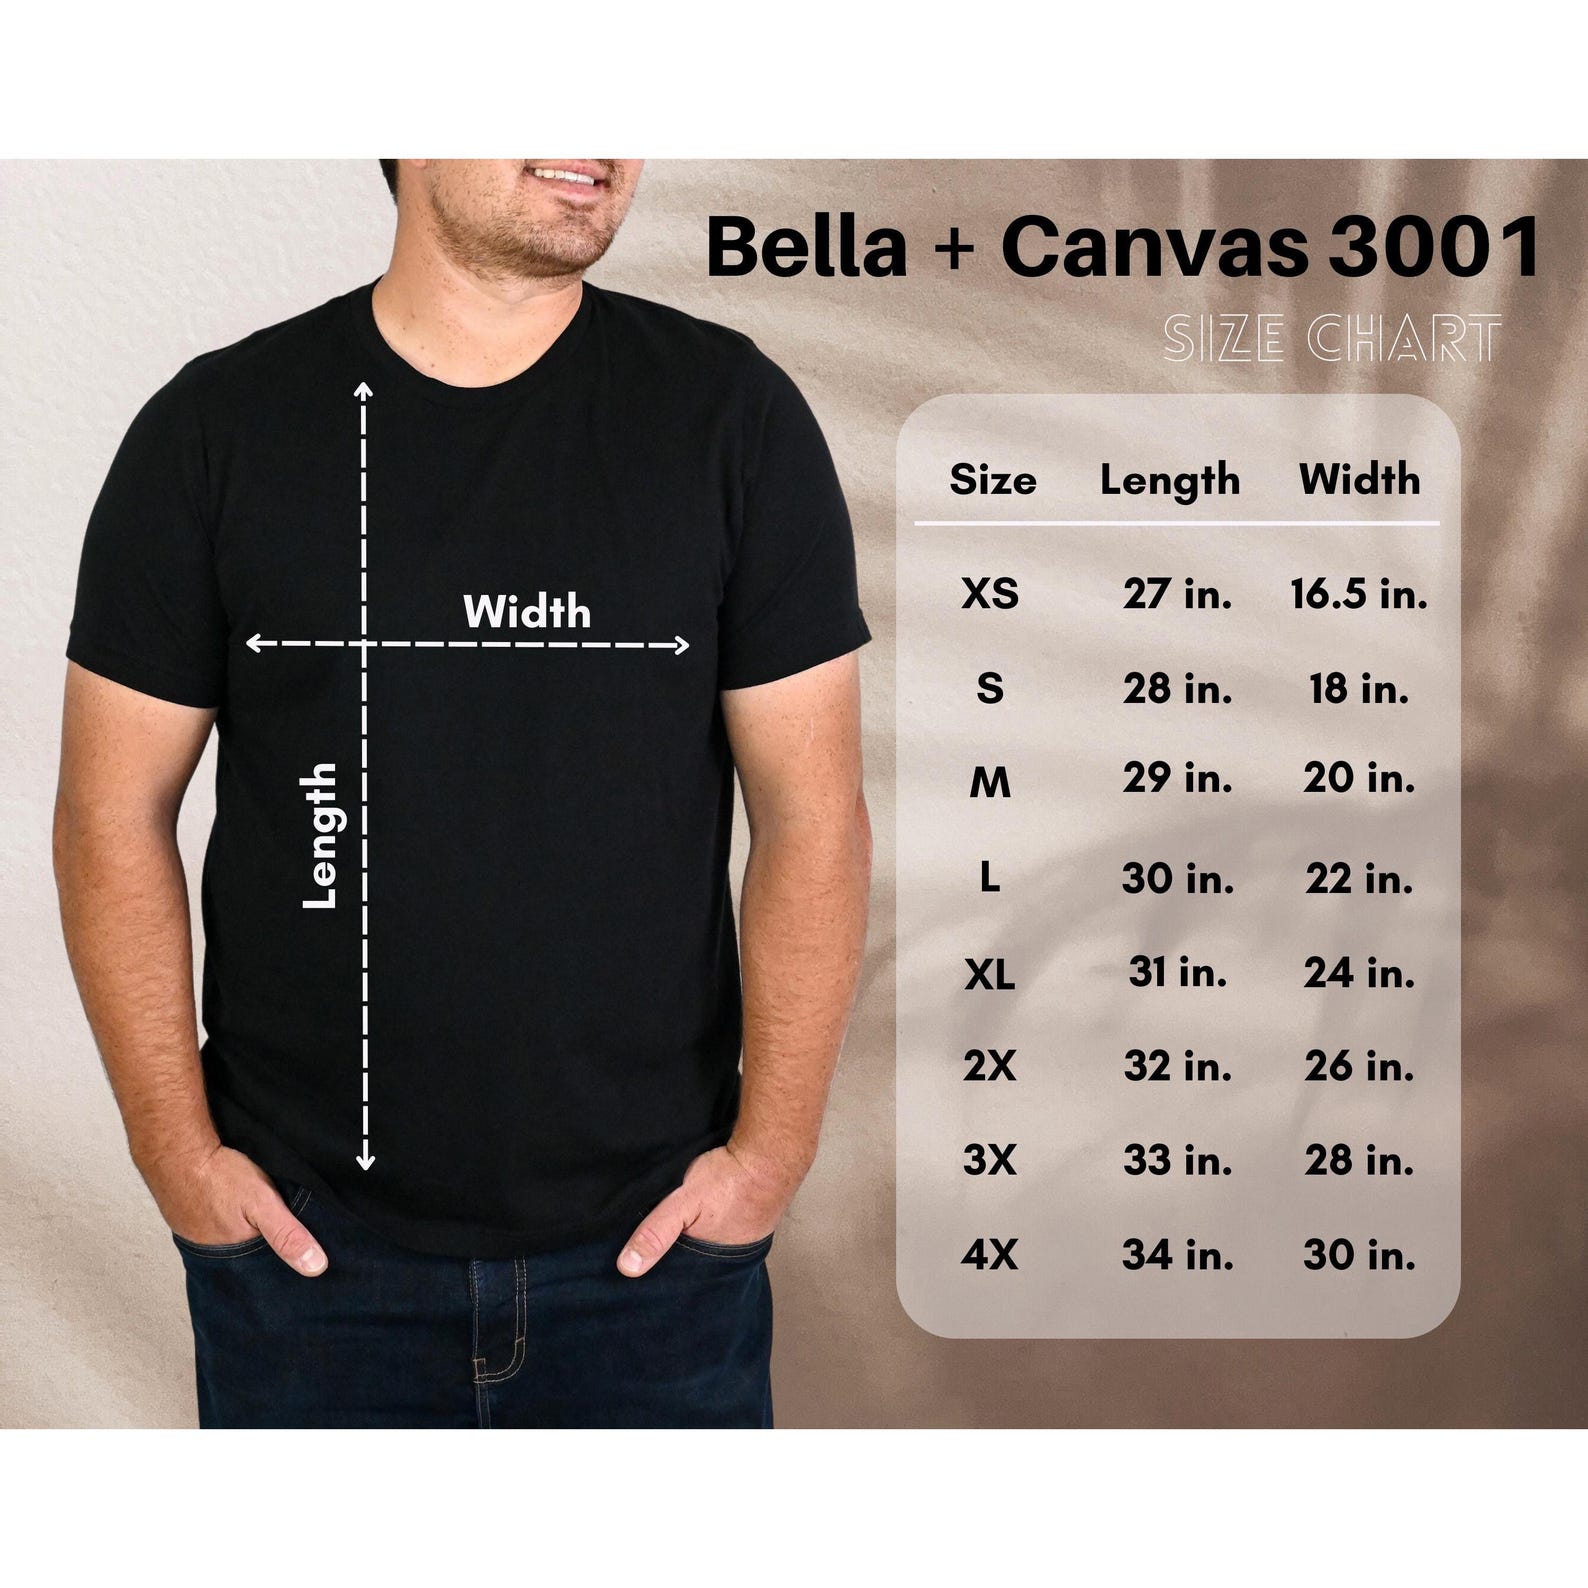 Bella + Canvas 3001
SIZE CHART
Width
Length
Size Length Width
XS 27 in. 16.5 in.
S 28 in. 18 in.
M 29 in. 20 in.
L 30 in. 22 in.
XL 31 in. 24 in.
2X 32 in. 26 in.
3X 33 in. 28 in.
4X 34 in. 30 in.